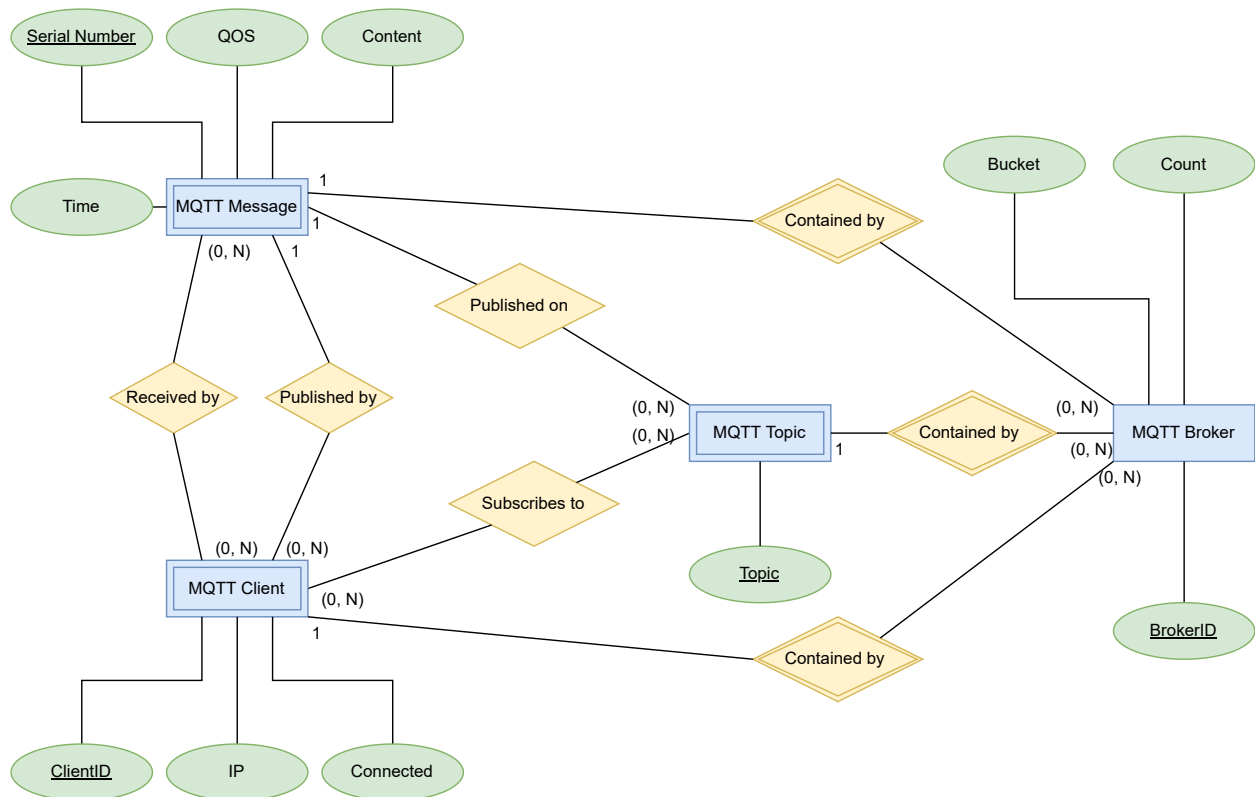 Serial Number
QOS
Content
Bucket
Count
Time
MQTT Message
1
1
(0, N)
1
Contained by
Published on
Received by
Published by
(0, N)
(0, N)
MQTT Topic
1
Contained by
(0, N)
(0, N)
(0, N)
MQTT Broker
Subscribes to
(0, N)
(0, N)
MQTT Client
(0, N)
1
Topic
Contained by
BrokerID
ClientID
IP
Connected